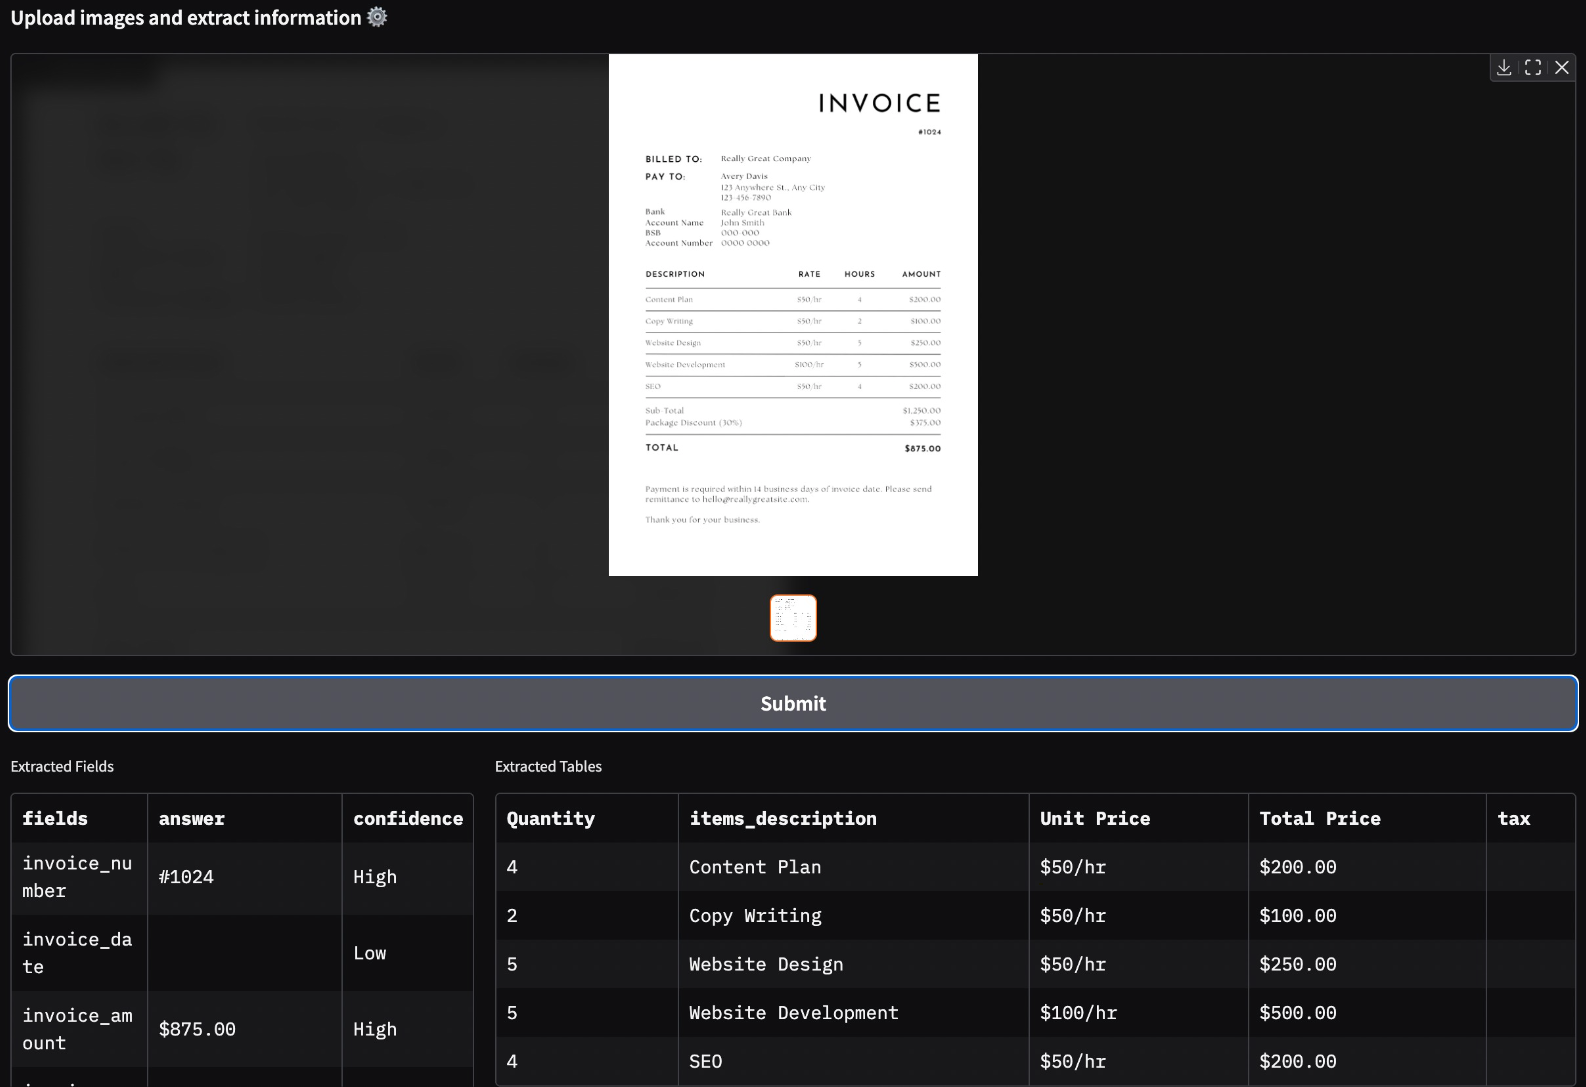 Upload images and extract information ⚙️
INVOICE
#1024
BILLED TO: Really Great Company
PAY TO: Avery Davis
123 Anywhere St., Any City
123-456-7890
Bank Really Great Bank
Account Name John Smith
BSB 000-000
Account Number 0000 0000
DESCRIPTION RATE HOURS AMOUNT
Content Plan $50/hr 4 $200.00
Copy Writing $50/hr 2 $100.00
Website Design $50/hr 5 $250.00
Website Development $100/hr 5 $500.00
SEO $50/hr 4 $200.00
Sub-Total $1,250.00
Package Discount (30%) $375.00
TOTAL $875.00
Payment is required within 14 business days of invoice date. Please send
remittance to hello@reallygreatsite.com.
Thank you for your business.
Submit
Extracted Fields
fields answer confidence
invoice_nu
mber #1024 High
invoice_da
te Low
invoice_am
ount $875.00 High
Extracted Tables
Quantity items_description Unit Price Total Price tax
4 Content Plan $50/hr $200.00
2 Copy Writing $50/hr $100.00
5 Website Design $50/hr $250.00
5 Website Development $100/hr $500.00
4 SEO $50/hr $200.00